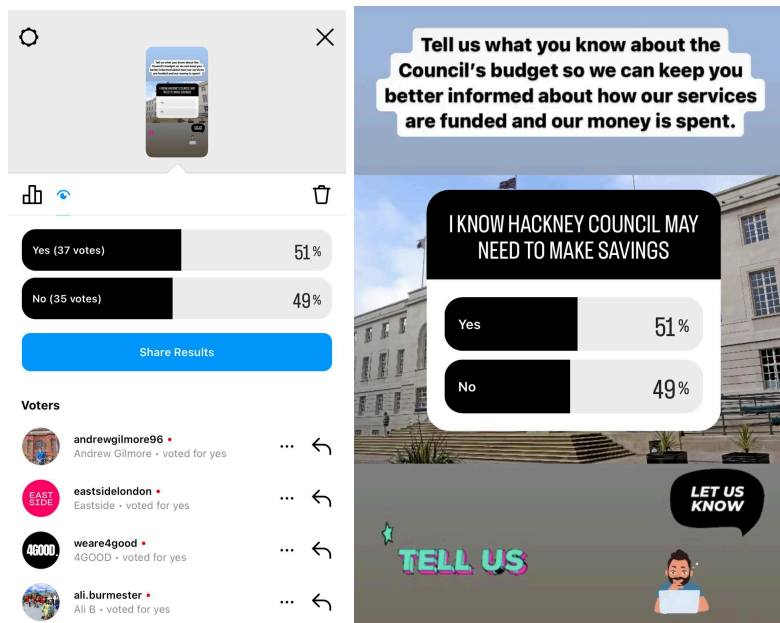 Yes (37 votes) 51%
No (35 votes) 49%
Share Results
Voters
andrewgilmore96
Andrew Gilmore • voted for yes
EAST
SIDE
eastsidelondon
Eastside • voted for yes
4GOOD.
weare4good
4GOOD • voted for yes
ali.burmester
Ali B • voted for yes
Tell us what you know about the
Council's budget so we can keep you
better informed about how our services
are funded and our money is spent.
I KNOW HACKNEY COUNCIL MAY
NEED TO MAKE SAVINGS
Yes 51%
No 49%
LET US
KNOW
TELL US